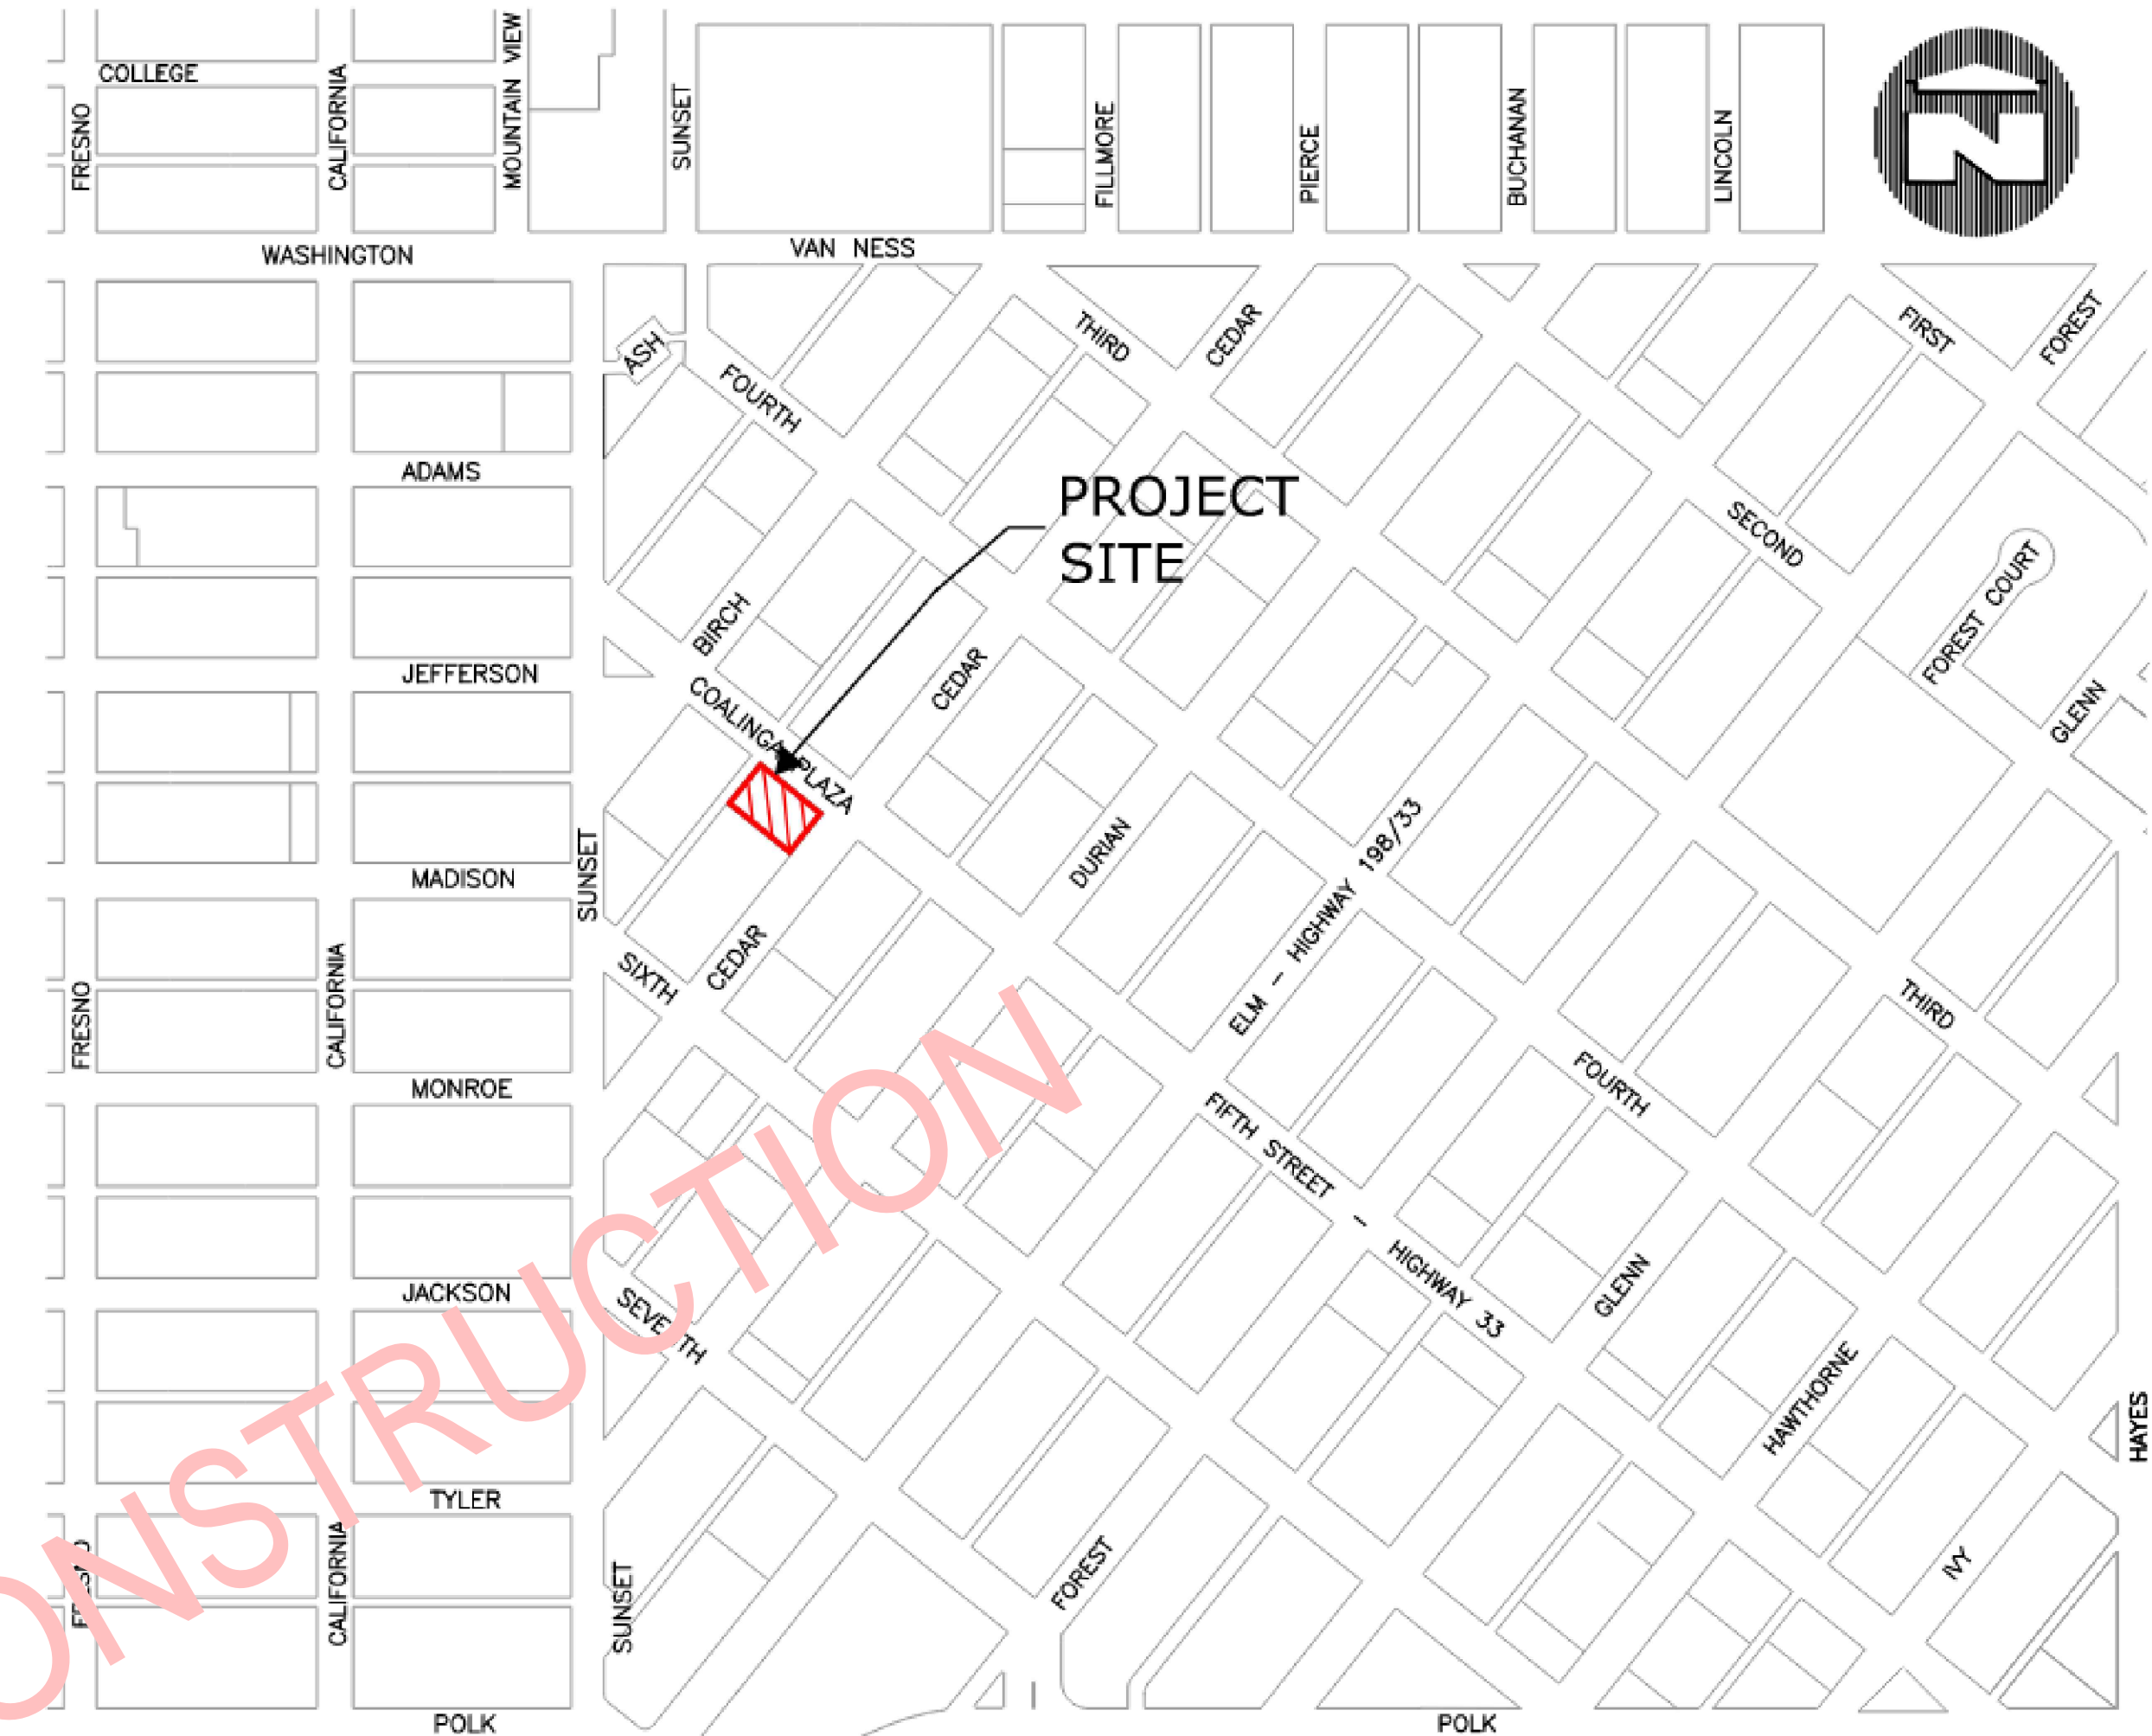 COLLEGE
FRESNO
CALIFORNIA
MOUNTAIN VIEW
SUNSET
FILLMORE
PIERCE
BUCHANAN
LINCOLN
N
WASHINGTON
VAN NESS
ASH
FOURTH
THIRD
CEDAR
FIRST
FOREST
ADAMS
PROJECT
SITE
SECOND
FOREST COURT
BIRCH
JEFFERSON
CEDAR
COALINGA PLAZA
GLENN
MADISON
SUNSET
DURIAN
ELM - HIGHWAY 198/33
SIXTH
CEDAR
FRESNO
CALIFORNIA
THIRD
MONROE
FOURTH
FIFTH STREET - HIGHWAY 33
JACKSON
SEVENTH
GLENN
HAWTHORNE
HAYES
TYLER
FRESNO
CALIFORNIA
SUNSET
FOREST
IVY
POLK
POLK
ONSTRUCTION